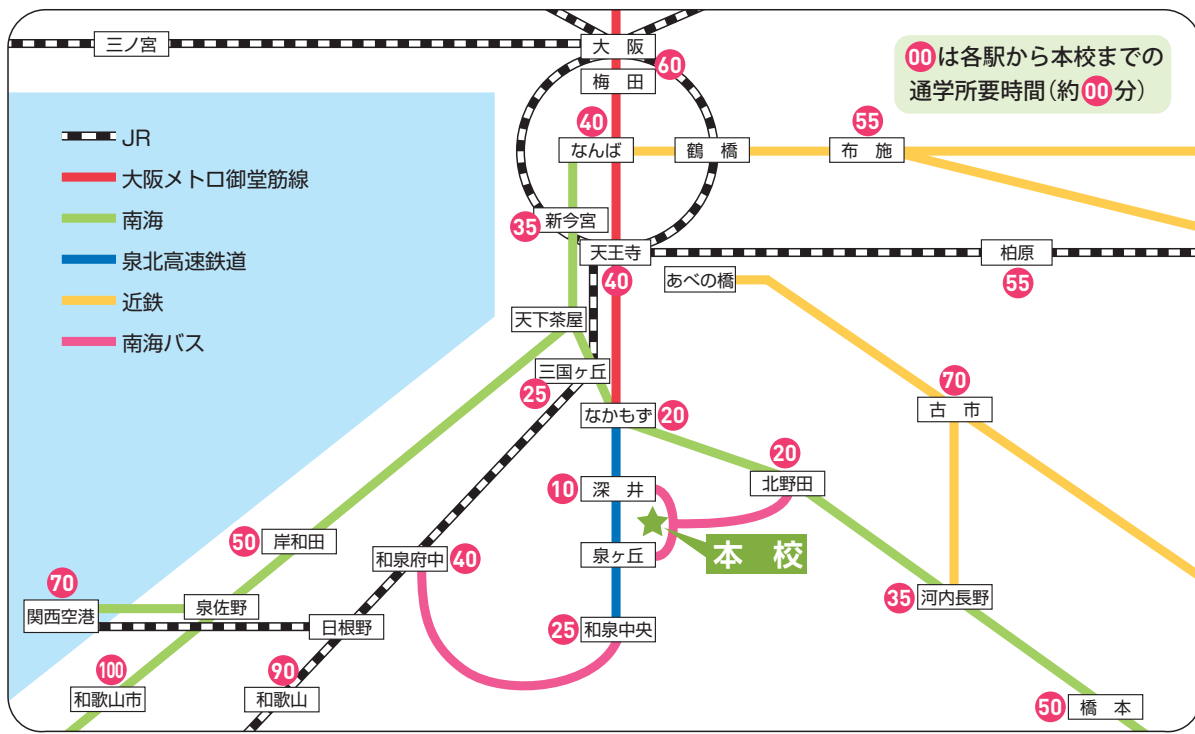 三ノ宮
大阪
60
梅田
00は各駅から本校までの
通学所要時間(約00分)
JR
大阪メトロ御堂筋線
南海
泉北高速鉄道
近鉄
南海バス
40
なんば
鶴橋
55
布施
35
新今宮
天王寺
40
柏原
55
あべの橋
天下茶屋
三国ヶ丘
25
なかもず
20
70
古市
10
深井
20
北野田
本校
泉ヶ丘
50
岸和田
和泉府中
40
70
関西空港
泉佐野
日根野
25
和泉中央
35
河内長野
100
和歌山市
90
和歌山
50
橋本